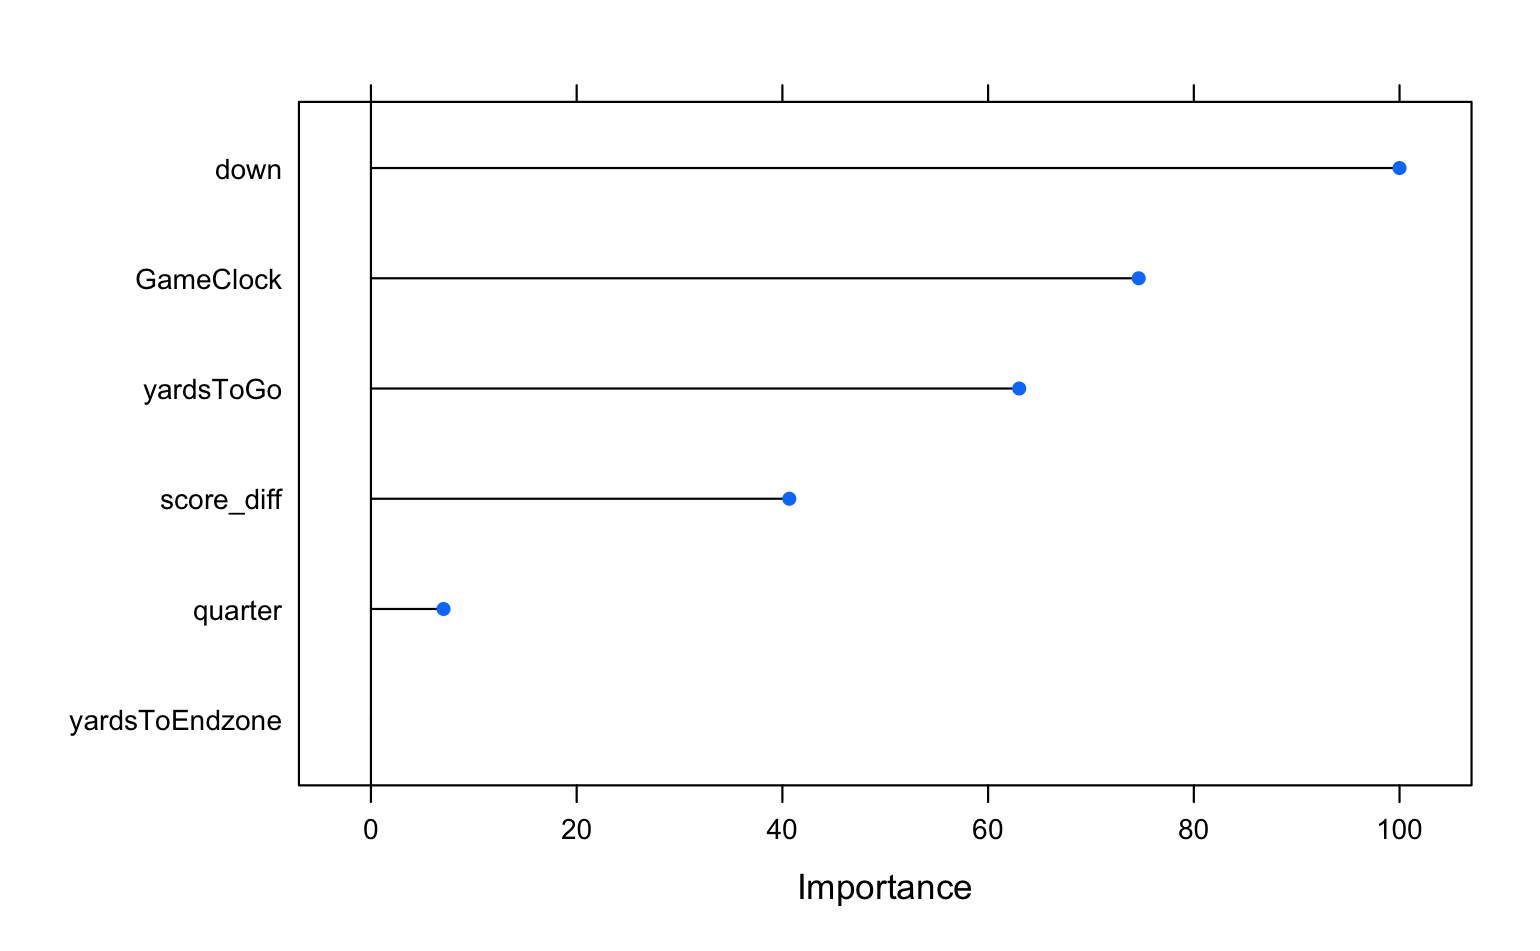 down
GameClock
yardsToGo
score_diff
quarter
yardsToEndzone
0 20 40 60 80 100
Importance